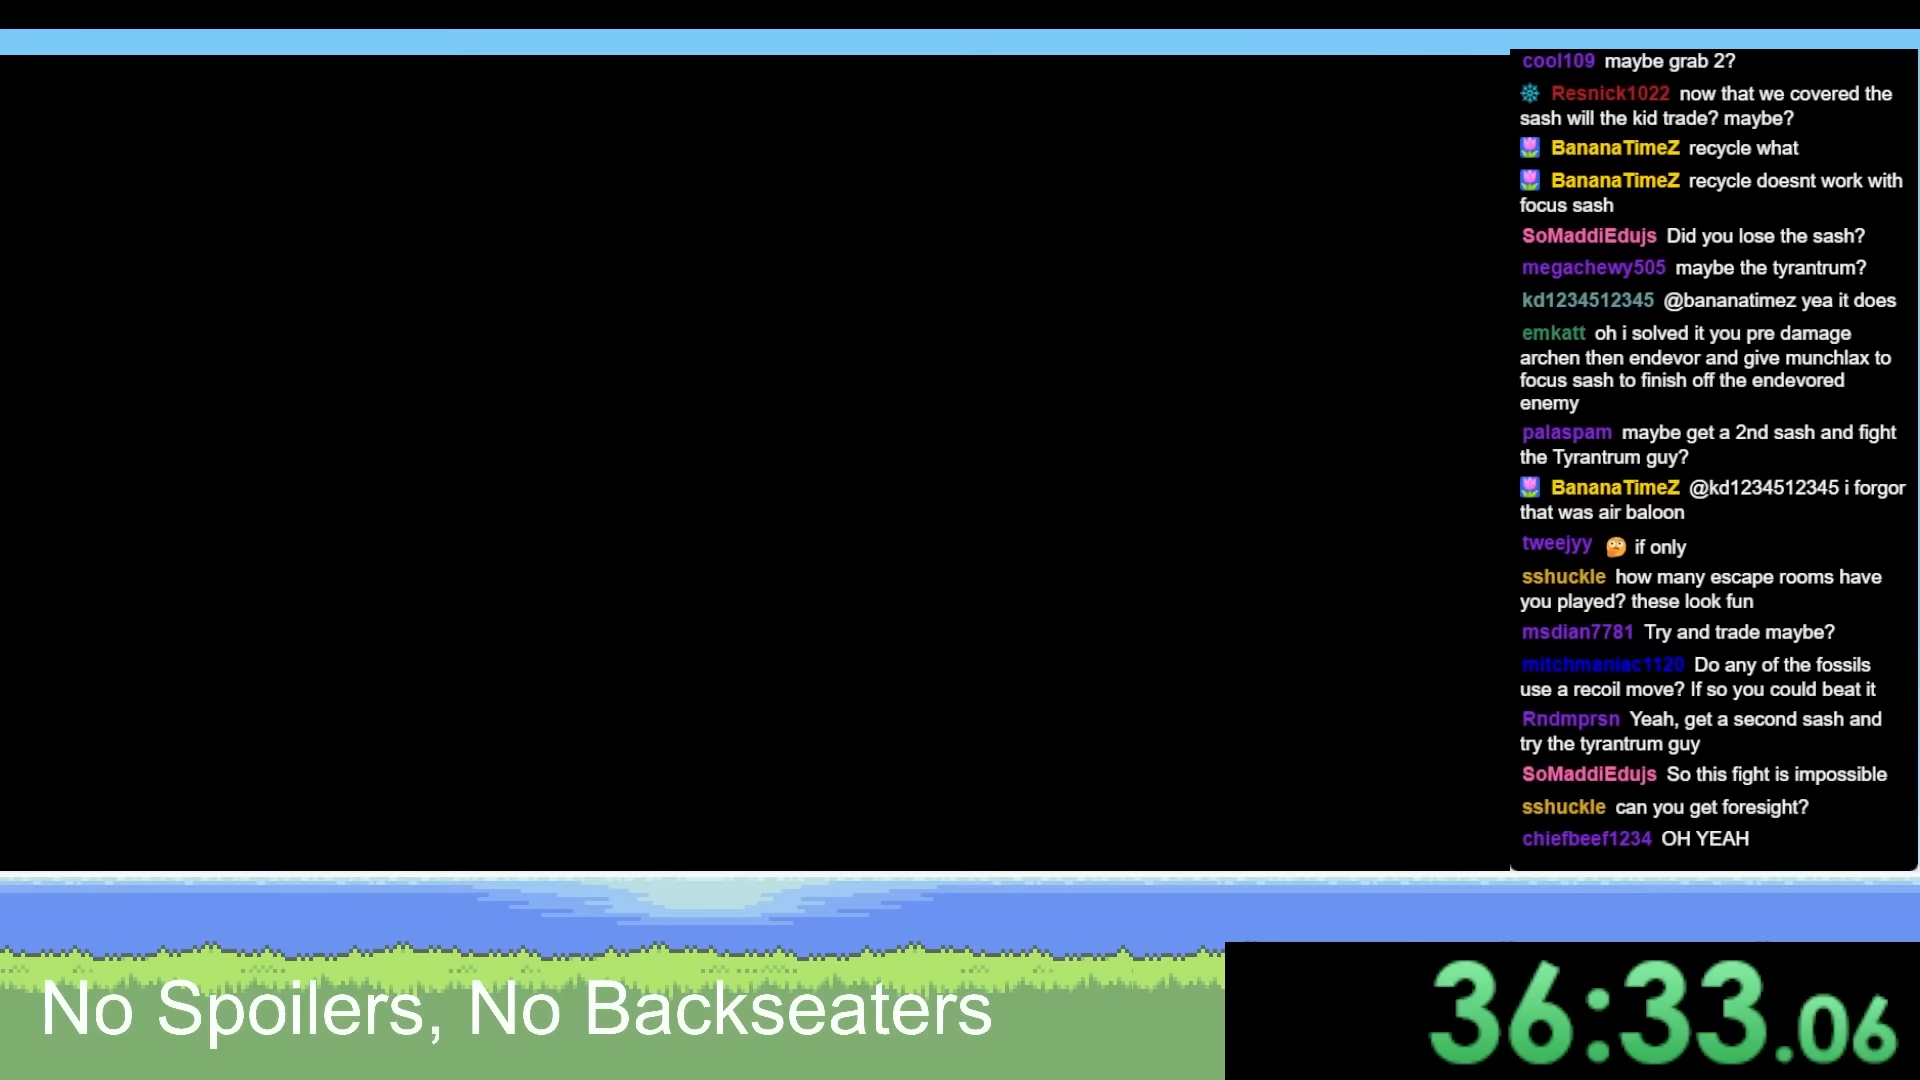 cool109 maybe grab 2?
Resnick1022 now that we covered the
sash will the kid trade? maybe?
BananaTimeZ recycle what
BananaTimeZ recycle doesnt work with
focus sash
SoMaddiEdujs Did you lose the sash?
megachewy505 maybe the tyrantrum?
kd1234512345 @bananatimez yea it does
emkatt oh i solved it you pre damage
archen then endevor and give munchlax to
focus sash to finish off the endevored
enemy
palaspam maybe get a 2nd sash and fight
the Tyrantrum guy?
BananaTimeZ @kd1234512345 i forgor
that was air baloon
tweejyy if only
sshuckle how many escape rooms have
you played? these look fun
msdian7781 Try and trade maybe?
mitchmaniac1120 Do any of the fossils
use a recoil move? If so you could beat it
Rndmprsn Yeah, get a second sash and
try the tyrantrum guy
SoMaddiEdujs So this fight is impossible
sshuckle can you get foresight?
chiefbeef1234 OH YEAH
No Spoilers, No Backseaters
36:33.06